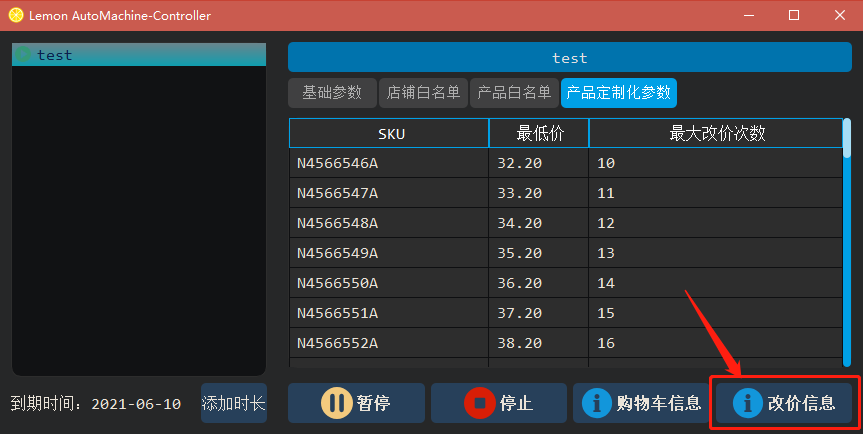 Lemon AutoMachine-Controller
test
test
基础参数 店铺白名单 产品白名单 产品定制化参数
SKU 最低价 最大改价次数
N4566546A 32.20 10
N4566547A 33.20 11
N4566548A 34.20 12
N4566549A 35.20 13
N4566550A 36.20 14
N4566551A 37.20 15
N4566552A 38.20 16
到期时间：2021-06-10 添加时长 暂停 停止 购物车信息 改价信息